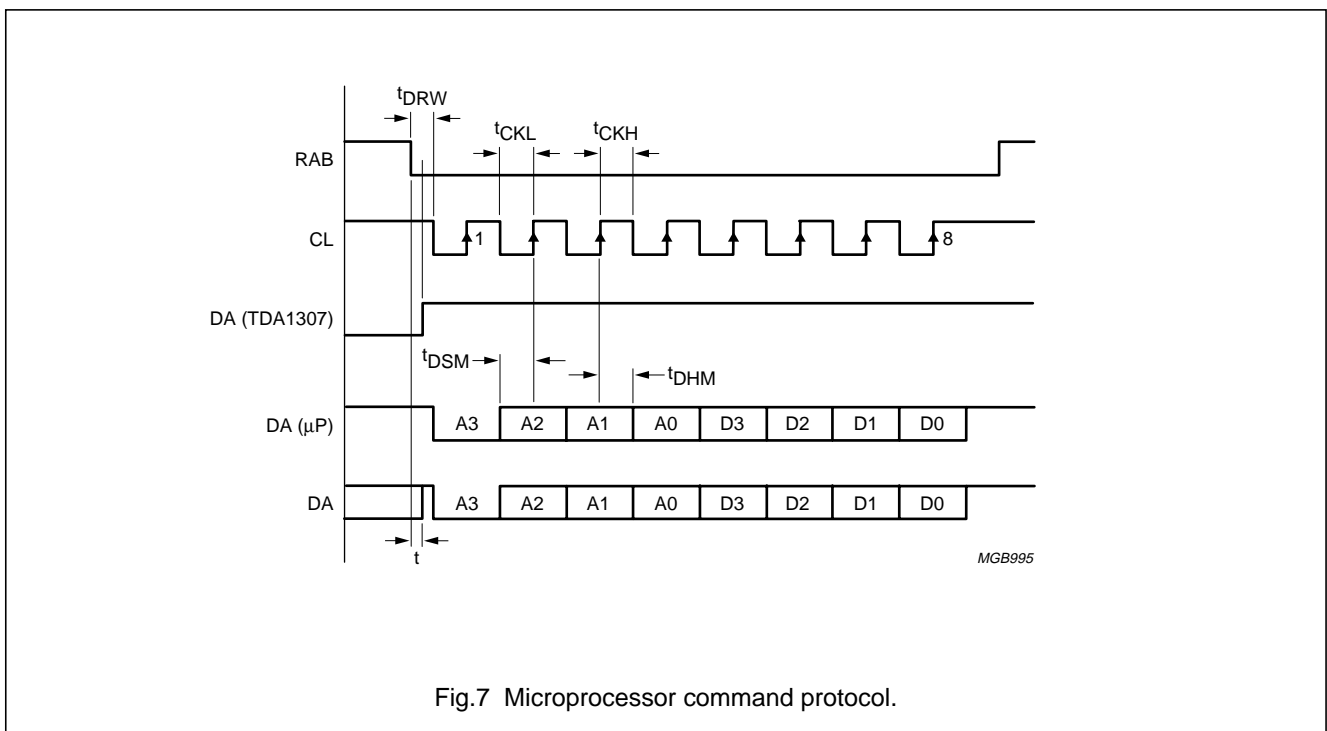 tDRW
tCKL tCKH
RAB
CL 1 8
DA (TDA1307)
tDSM tDHM
DA (μP) A3 A2 A1 A0 D3 D2 D1 D0
DA A3 A2 A1 A0 D3 D2 D1 D0
t
MGB995
Fig.7 Microprocessor command protocol.